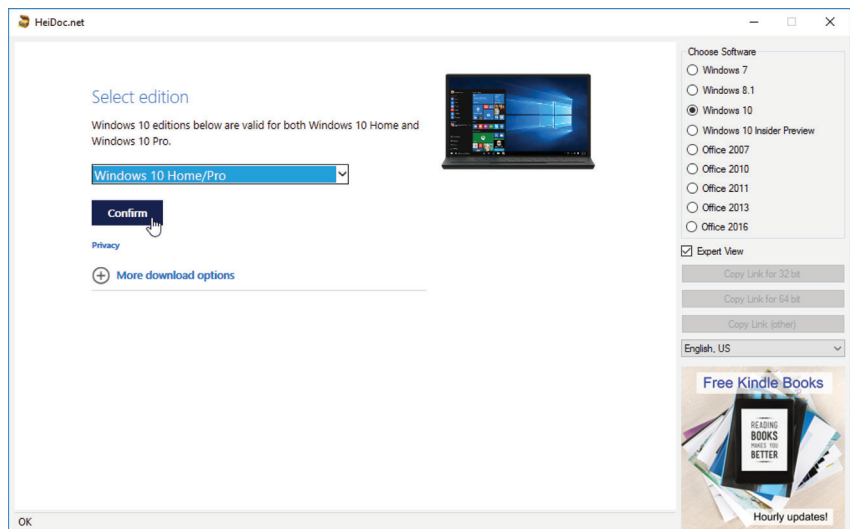 HeiDoc.net
Select edition
Windows 10 editions below are valid for both Windows 10 Home and
Windows 10 Pro.
Windows 10 Home/Pro
Confirm
Privacy
More download options
OK
Choose Software
Windows 7
Windows 8.1
Windows 10
Windows 10 Insider Preview
Office 2007
Office 2010
Office 2011
Office 2013
Office 2016
Expert View
Copy Link for 32 bit
Copy Link for 64 bit
Copy Link (other)
English, US
Free Kindle Books
READING
BOOKS
MAKES YOU
BETTER
Hourly updates!